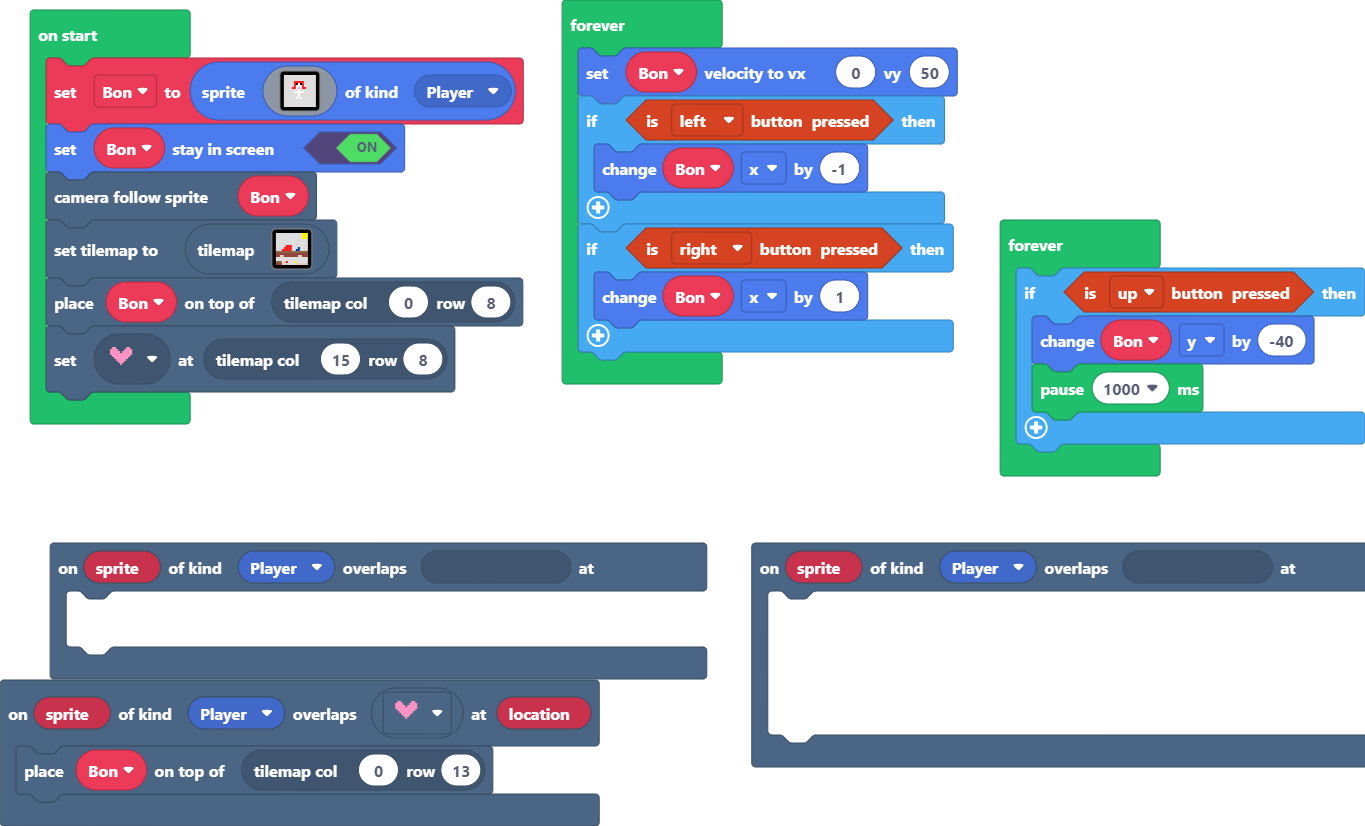 on start
set Bon to sprite of kind Player
set Bon stay in screen ON
camera follow sprite Bon
set tilemap to tilemap
place Bon on top of tilemap col 0 row 8
set at tilemap col 15 row 8
forever
set Bon velocity to vx 0 vy 50
if is left button pressed then
change Bon x by -1
if is right button pressed then
change Bon x by 1
forever
if is up button pressed then
change Bon y by -40
pause 1000 ms
on sprite of kind Player overlaps at
on sprite of kind Player overlaps at location
place Bon on top of tilemap col 0 row 13
on sprite of kind Player overlaps at